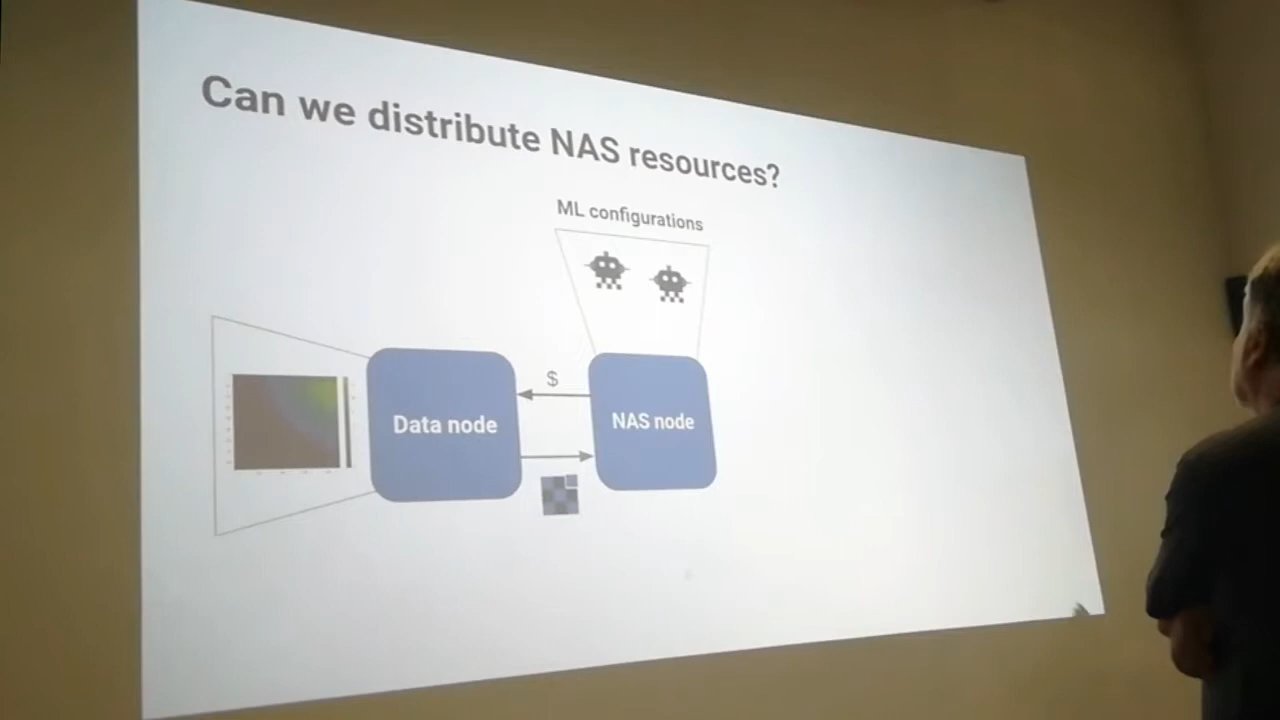 Can we distribute NAS resources?
ML configurations
$
Data node
NAS node